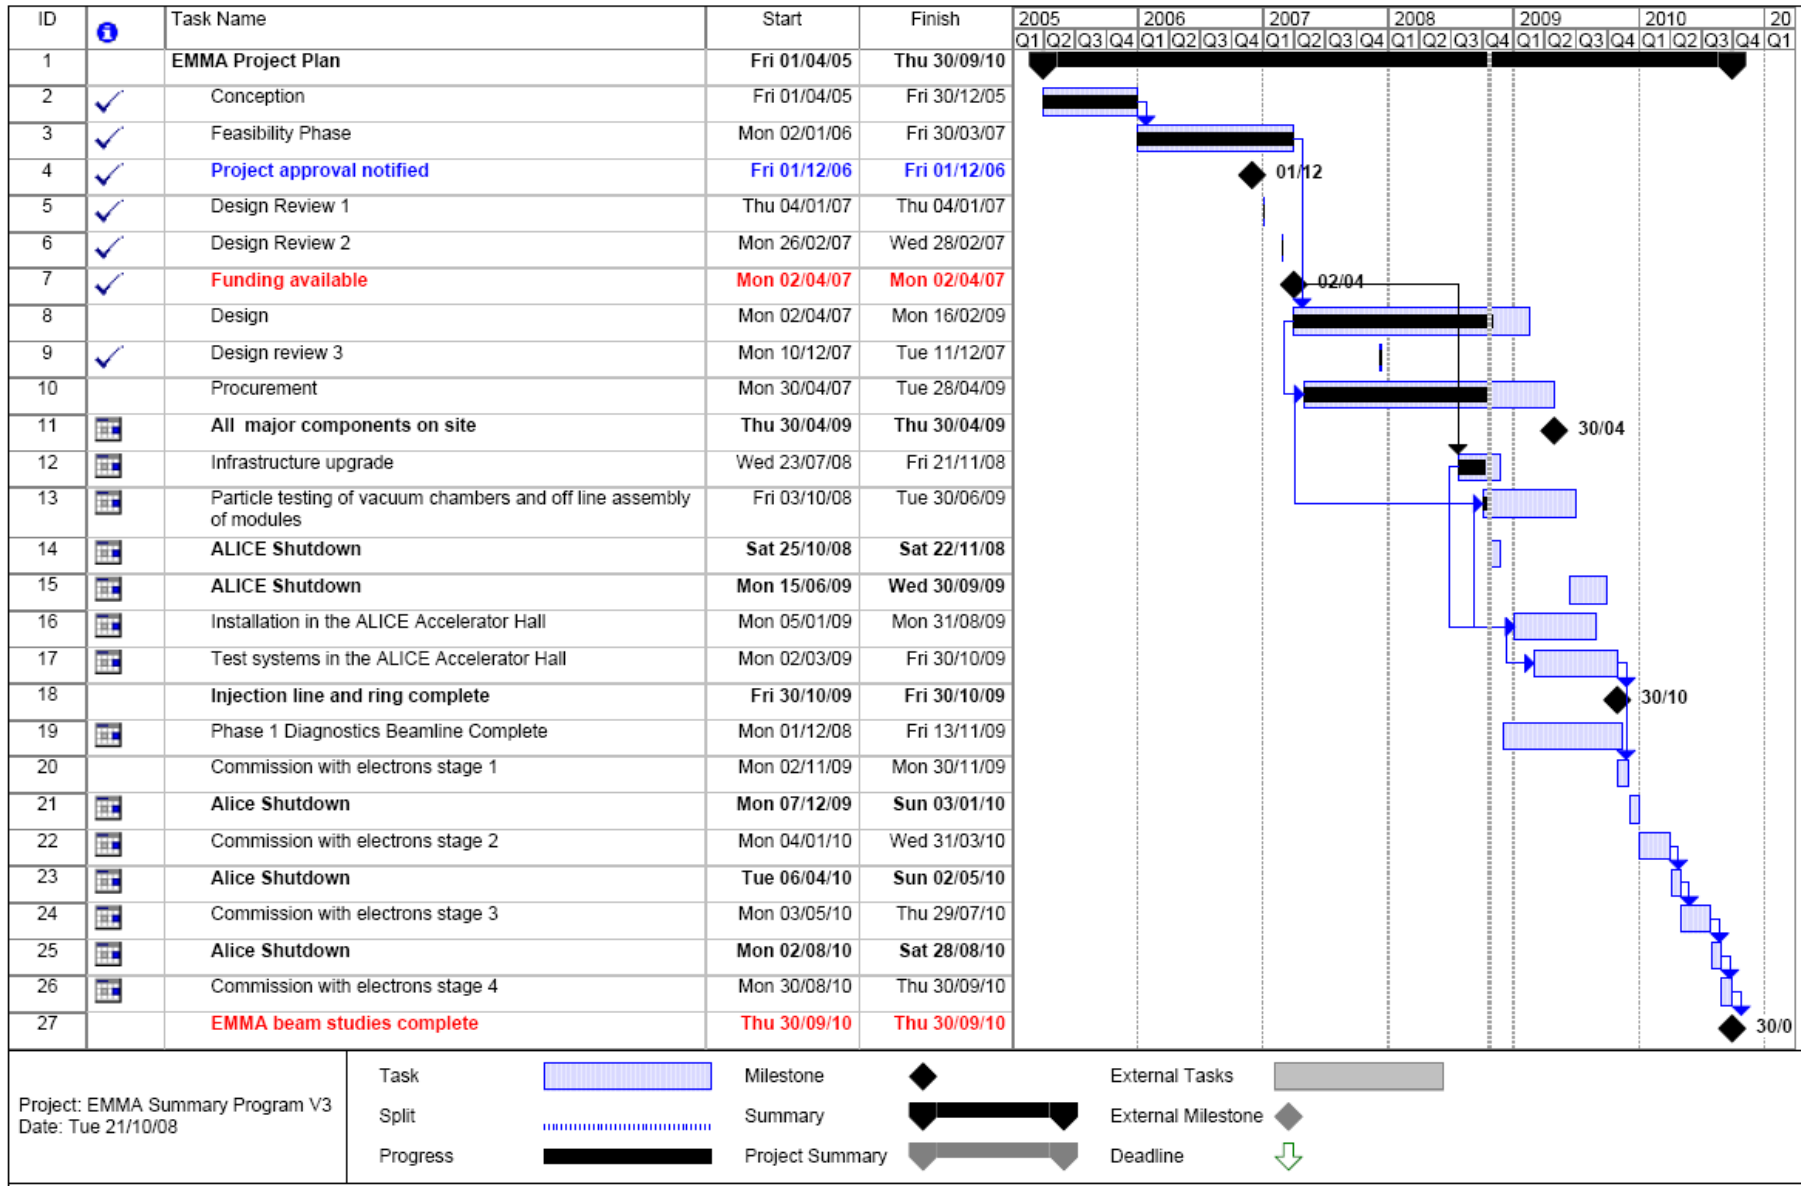 ID Task Name Start Finish 2005 2006 2007 2008 2009 2010 20
Q1 Q2 Q3 Q4 Q1 Q2 Q3 Q4 Q1 Q2 Q3 Q4 Q1 Q2 Q3 Q4 Q1 Q2 Q3 Q4 Q1 Q2 Q3 Q4 Q1
1 EMMA Project Plan Fri 01/04/05 Thu 30/09/10
2 Conception Fri 01/04/05 Fri 30/12/05
3 Feasibility Phase Mon 02/01/06 Fri 30/03/07
4 Project approval notified Fri 01/12/06 Fri 01/12/06 01/12
5 Design Review 1 Thu 04/01/07 Thu 04/01/07
6 Design Review 2 Mon 26/02/07 Wed 28/02/07
7 Funding available Mon 02/04/07 Mon 02/04/07 02/04
8 Design Mon 02/04/07 Mon 16/02/09
9 Design review 3 Mon 10/12/07 Tue 11/12/07
10 Procurement Mon 30/04/07 Tue 28/04/09
11 All major components on site Thu 30/04/09 Thu 30/04/09 30/04
12 Infrastructure upgrade Wed 23/07/08 Fri 21/11/08
13 Particle testing of vacuum chambers and off line assembly Fri 03/10/08 Tue 30/06/09
of modules
14 ALICE Shutdown Sat 25/10/08 Sat 22/11/08
15 ALICE Shutdown Mon 15/06/09 Wed 30/09/09
16 Installation in the ALICE Accelerator Hall Mon 05/01/09 Mon 31/08/09
17 Test systems in the ALICE Accelerator Hall Mon 02/03/09 Fri 30/10/09
18 Injection line and ring complete Fri 30/10/09 Fri 30/10/09 30/10
19 Phase 1 Diagnostics Beamline Complete Mon 01/12/08 Fri 13/11/09
20 Commission with electrons stage 1 Mon 02/11/09 Mon 30/11/09
21 Alice Shutdown Mon 07/12/09 Sun 03/01/10
22 Commission with electrons stage 2 Mon 04/01/10 Wed 31/03/10
23 Alice Shutdown Tue 06/04/10 Sun 02/05/10
24 Commission with electrons stage 3 Mon 03/05/10 Thu 29/07/10
25 Alice Shutdown Mon 02/08/10 Sat 28/08/10
26 Commission with electrons stage 4 Mon 30/08/10 Thu 30/09/10
27 EMMA beam studies complete Thu 30/09/10 Thu 30/09/10 30/0
Project: EMMA Summary Program V3
Date: Tue 21/10/08
Task Milestone External Tasks
Split Summary External Milestone
Progress Project Summary Deadline